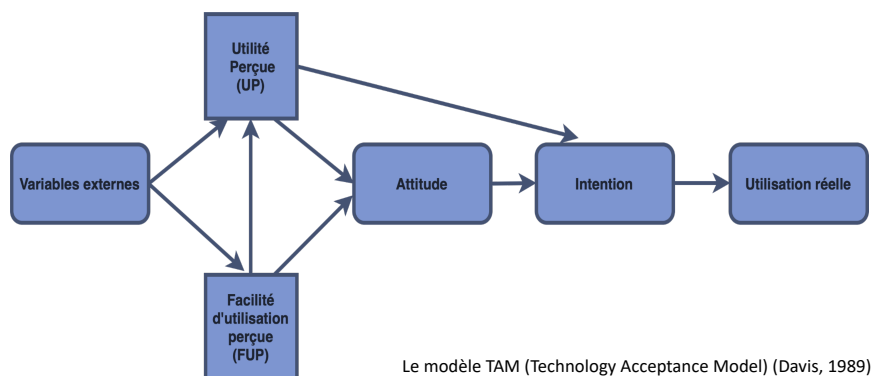 Utilité
Perçue
(UP)
Variables externes
Attitude
Intention
Utilisation réelle
Facilité
d'utilisation
perçue
(FUP)
Le modèle TAM (Technology Acceptance Model) (Davis, 1989)